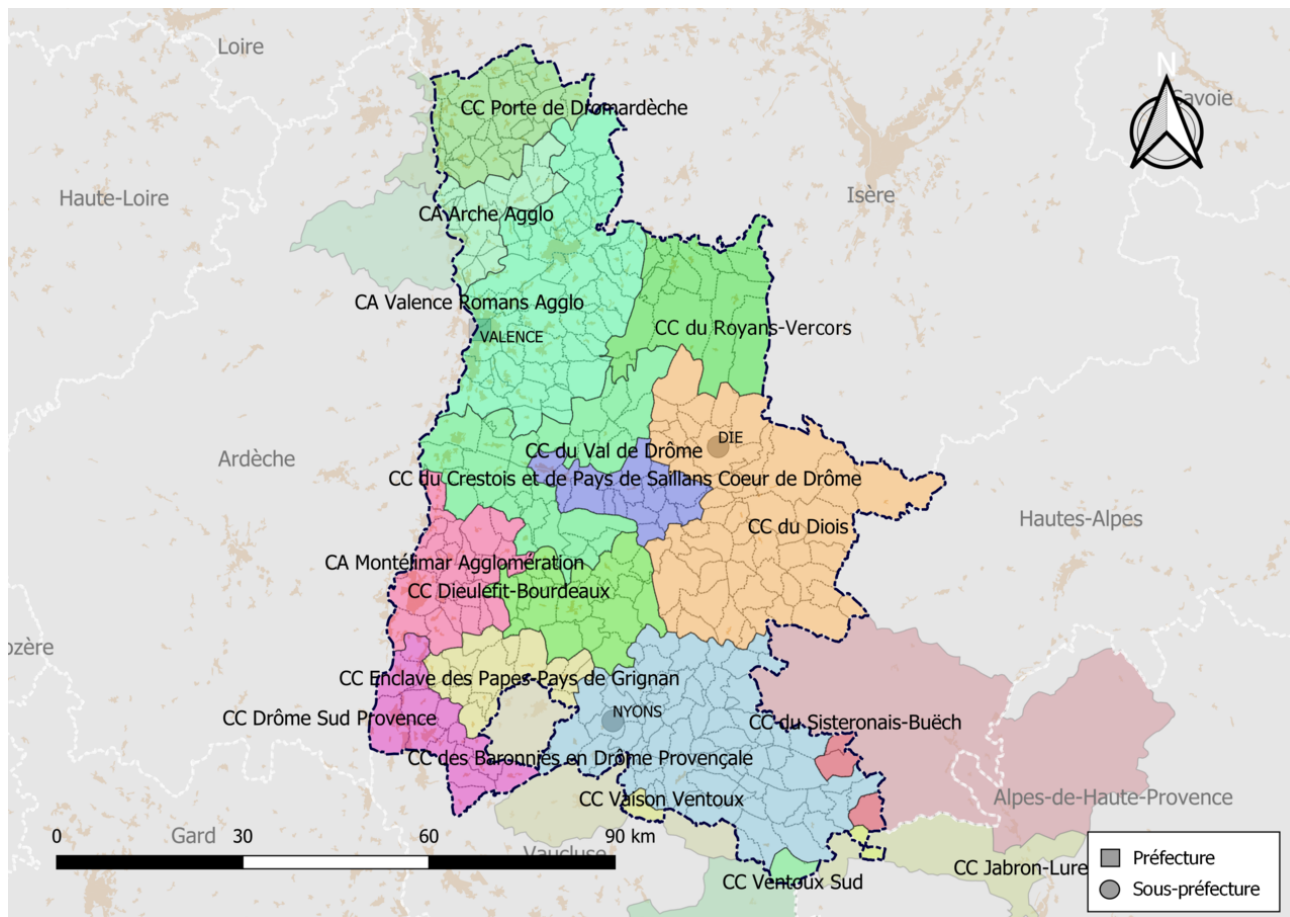 Loire
N
Savoie
CC Porte de Dromardèche
Haute-Loire
Isère
CA Arche Agglo
CA Valence Romans Agglo
CC du Royans-Vercors
VALENCE
DIE
CC du Val de Drôme
Ardèche
CC du Crestois et de Pays de Saillans Coeur de Drôme
Hautes-Alpes
CC du Diois
CA Montélimar Agglomération
CC Dieulefit-Bourdeaux
ozère
CC Enclave des Papes-Pays de Grignan
NYONS
CC Drôme Sud Provence
CC du Sisteronais-Buëch
CC des Baronnies en Drôme Provençale
CC Vaison Ventoux
Alpes-de-Haute-Provence
0 30 60 90 km
Gard
Vaucluse
Préfecture
CC Jabron-Lure
CC Ventoux Sud
Sous-préfecture